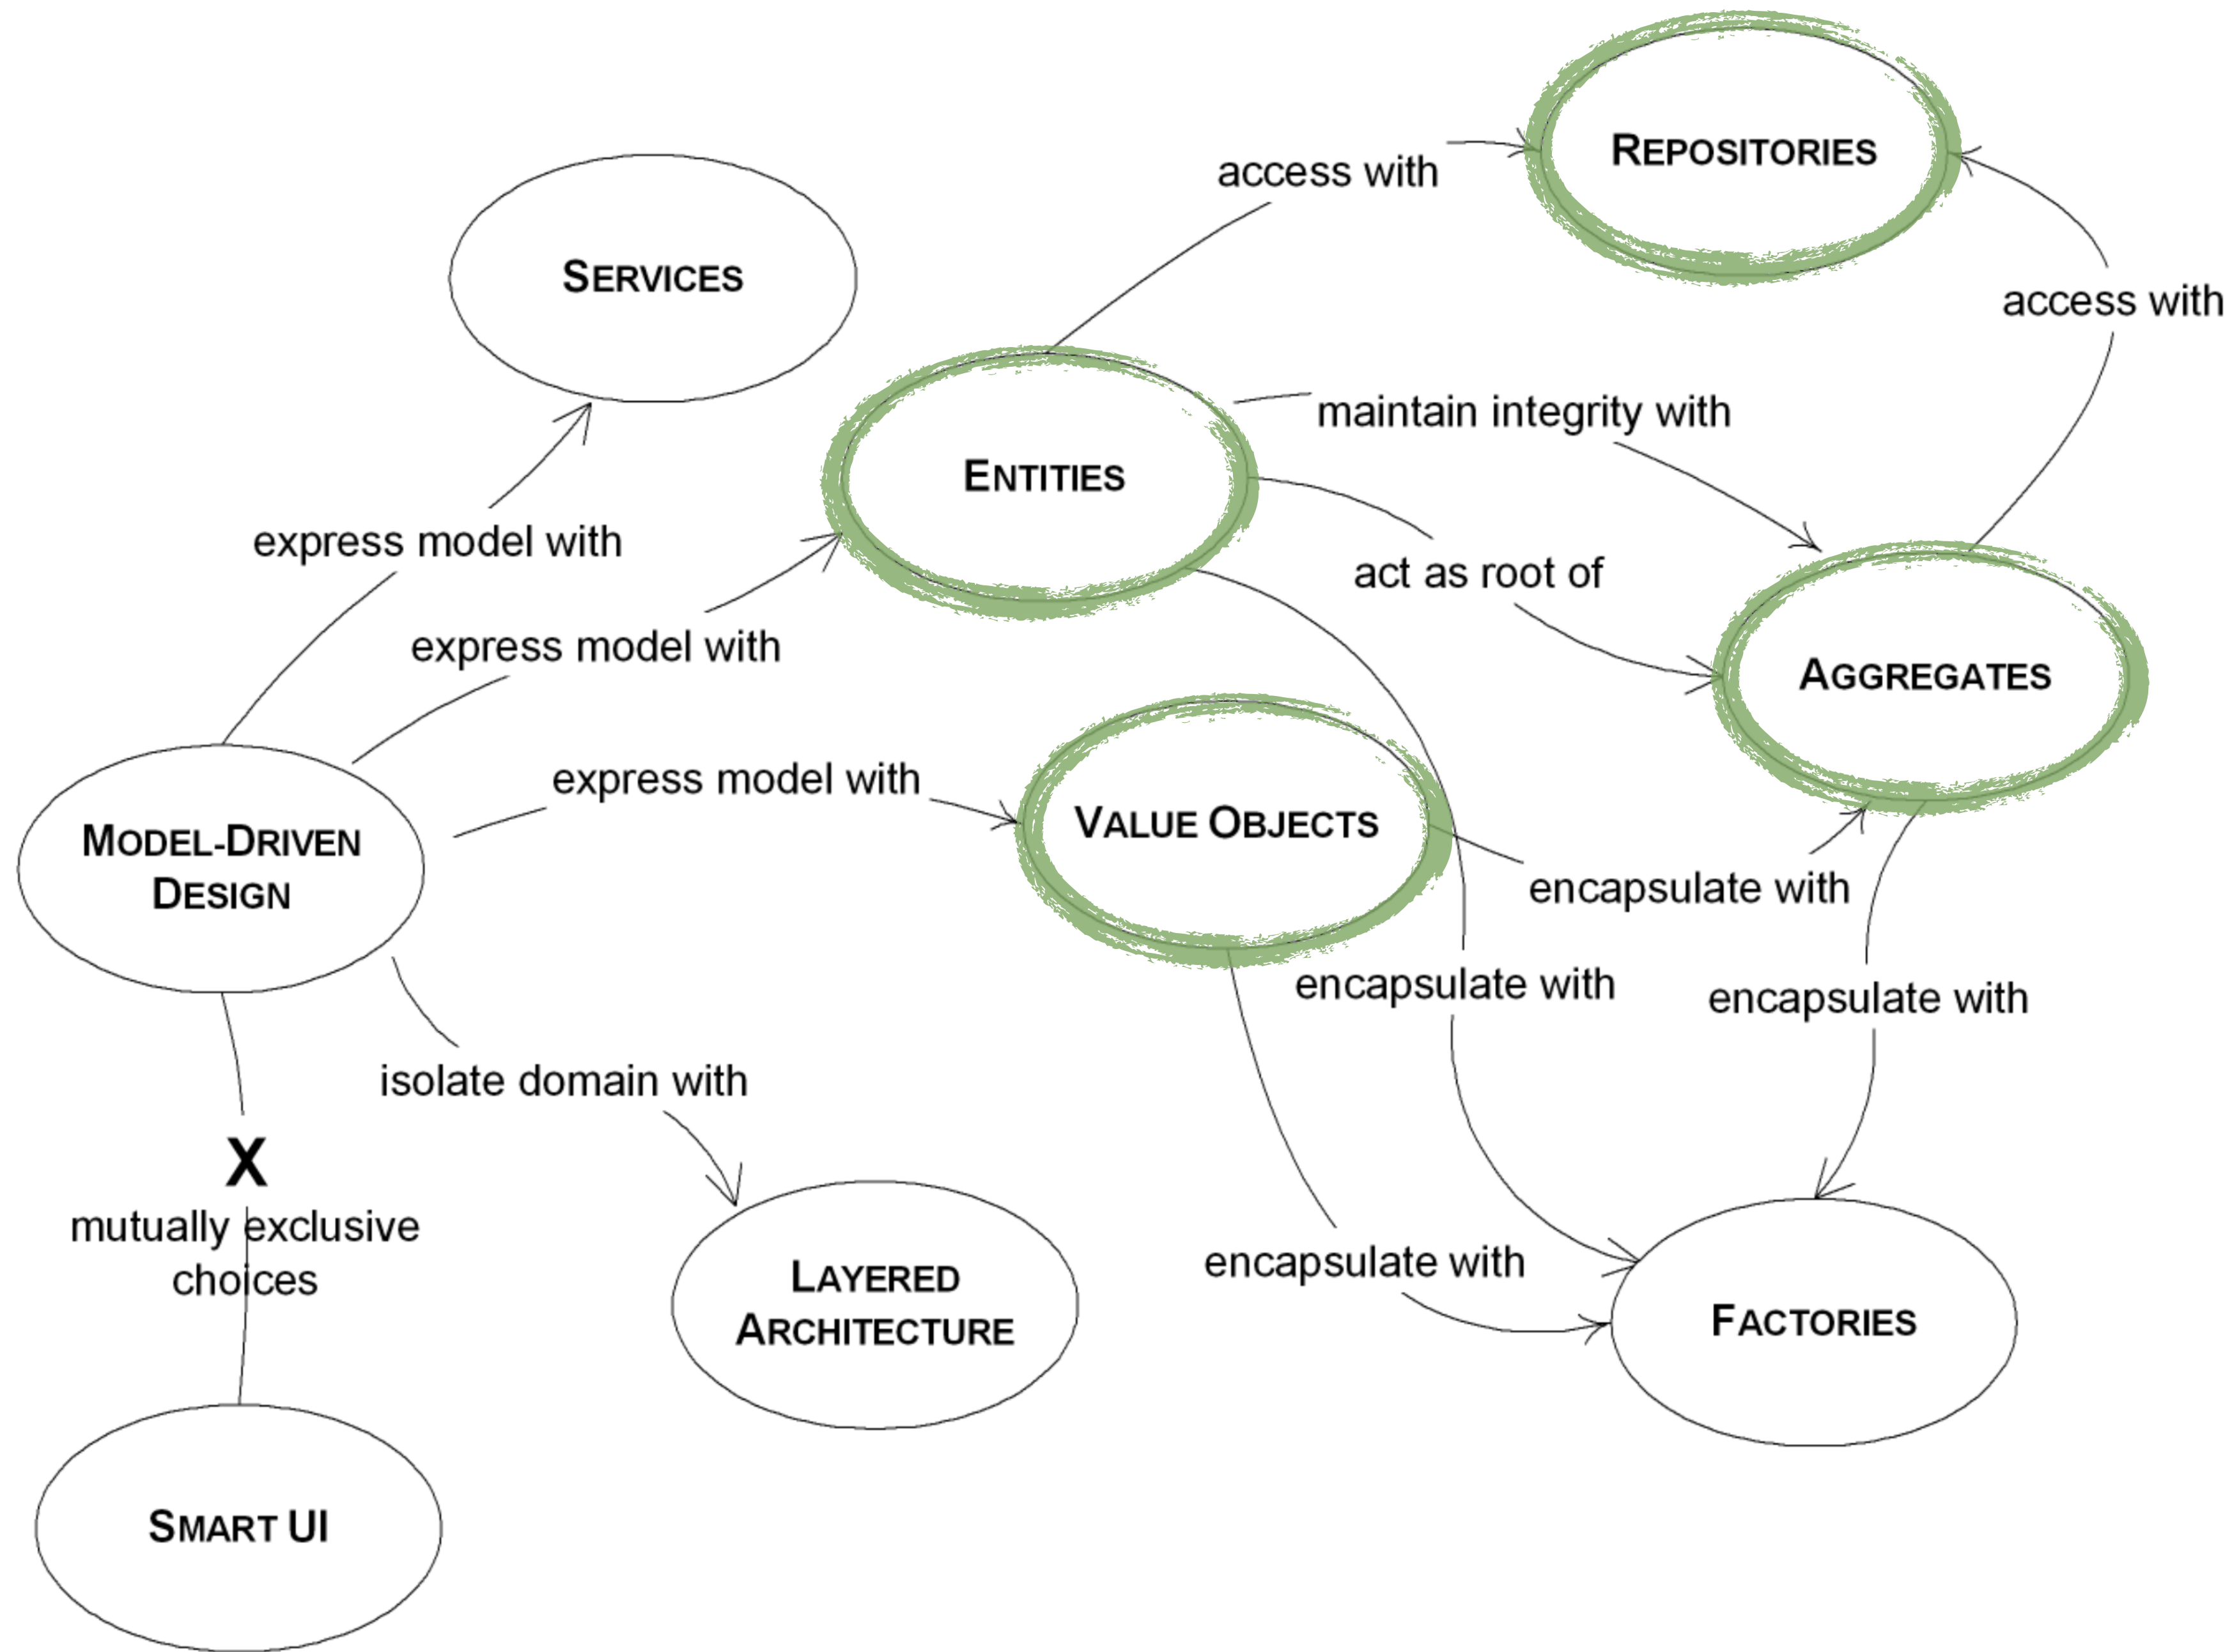 REPOSITORIES
access with
SERVICES
access with
maintain integrity with
ENTITIES
express model with
act as root of
express model with
AGGREGATES
express model with
VALUE OBJECTS
MODEL-DRIVEN
DESIGN
encapsulate with
encapsulate with
encapsulate with
isolate domain with
X
mutually exclusive
choices
encapsulate with
LAYERED
ARCHITECTURE
FACTORIES
SMART UI